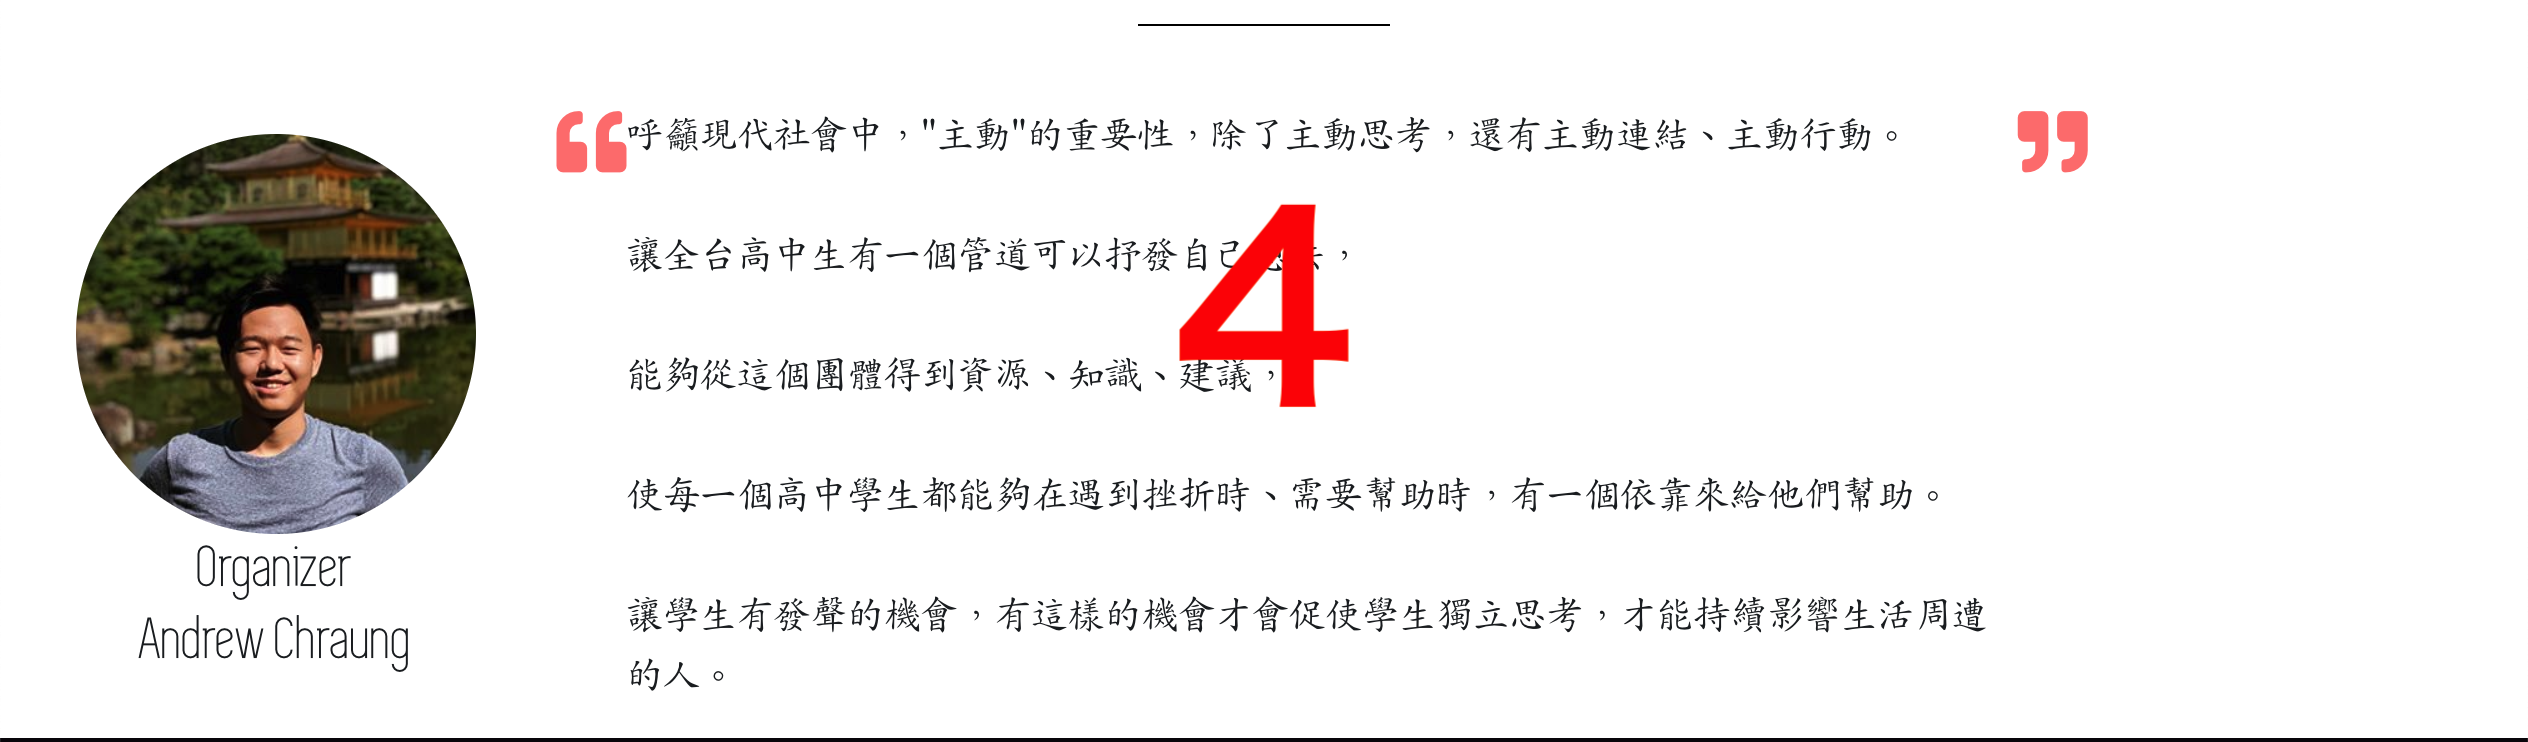 呼籲現代社會中，"主動"的重要性，除了主動思考，還有主動連結、主動行動。
4
讓全台高中生有一個管道可以抒發自己，
能夠從這個團體得到資源、知識、建議，
使每一個高中學生都能夠在遇到挫折時、需要幫助時，有一個依靠來給他們幫助。
讓學生有發聲的機會，有這樣的機會才會促使學生獨立思考，才能持續影響生活周遭
的人。
Organizer
Andrew Chraung